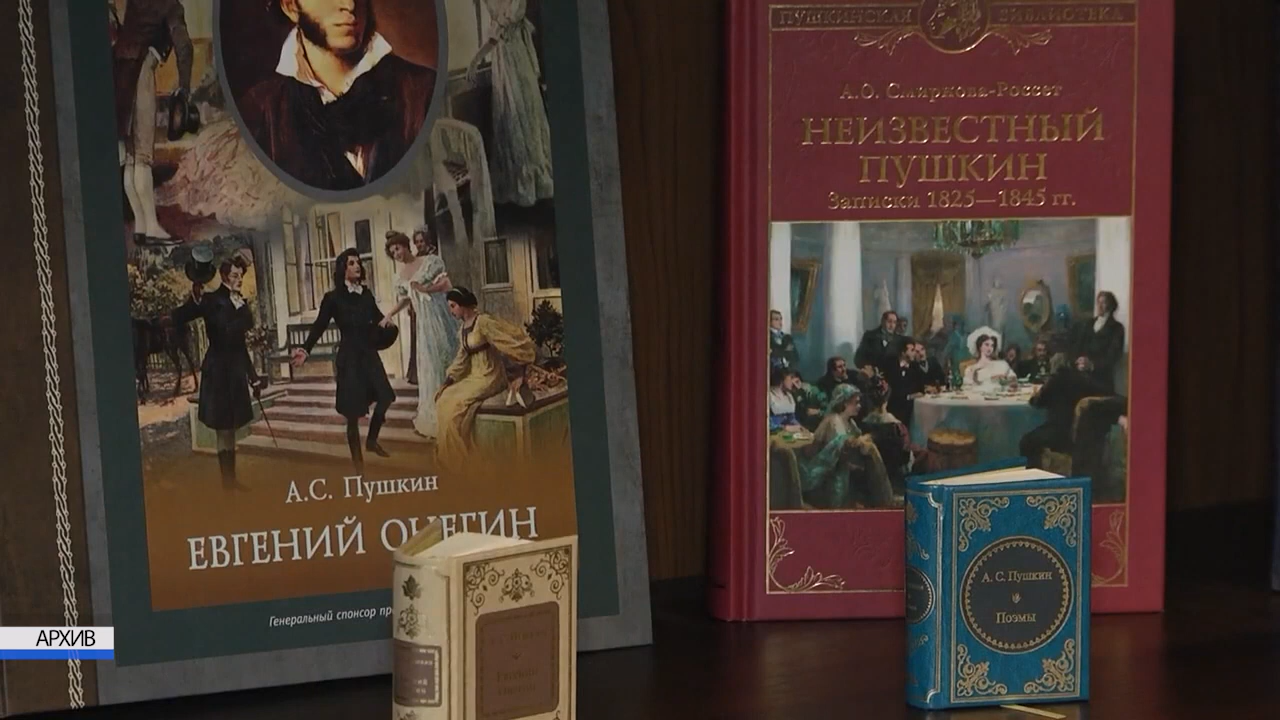 А.С. Пушкин
ЕВГЕНИЙ ОНЕГИН
Генеральный спонсор
ПУШКИНСКАЯ БИБЛИОТЕКА
А.О. Смирнова-Россет
НЕИЗВЕСТНЫЙ
ПУШКИН
Записки 1825—1845 гг.
А. С. Пушкин
Поэмы
АРХИВ